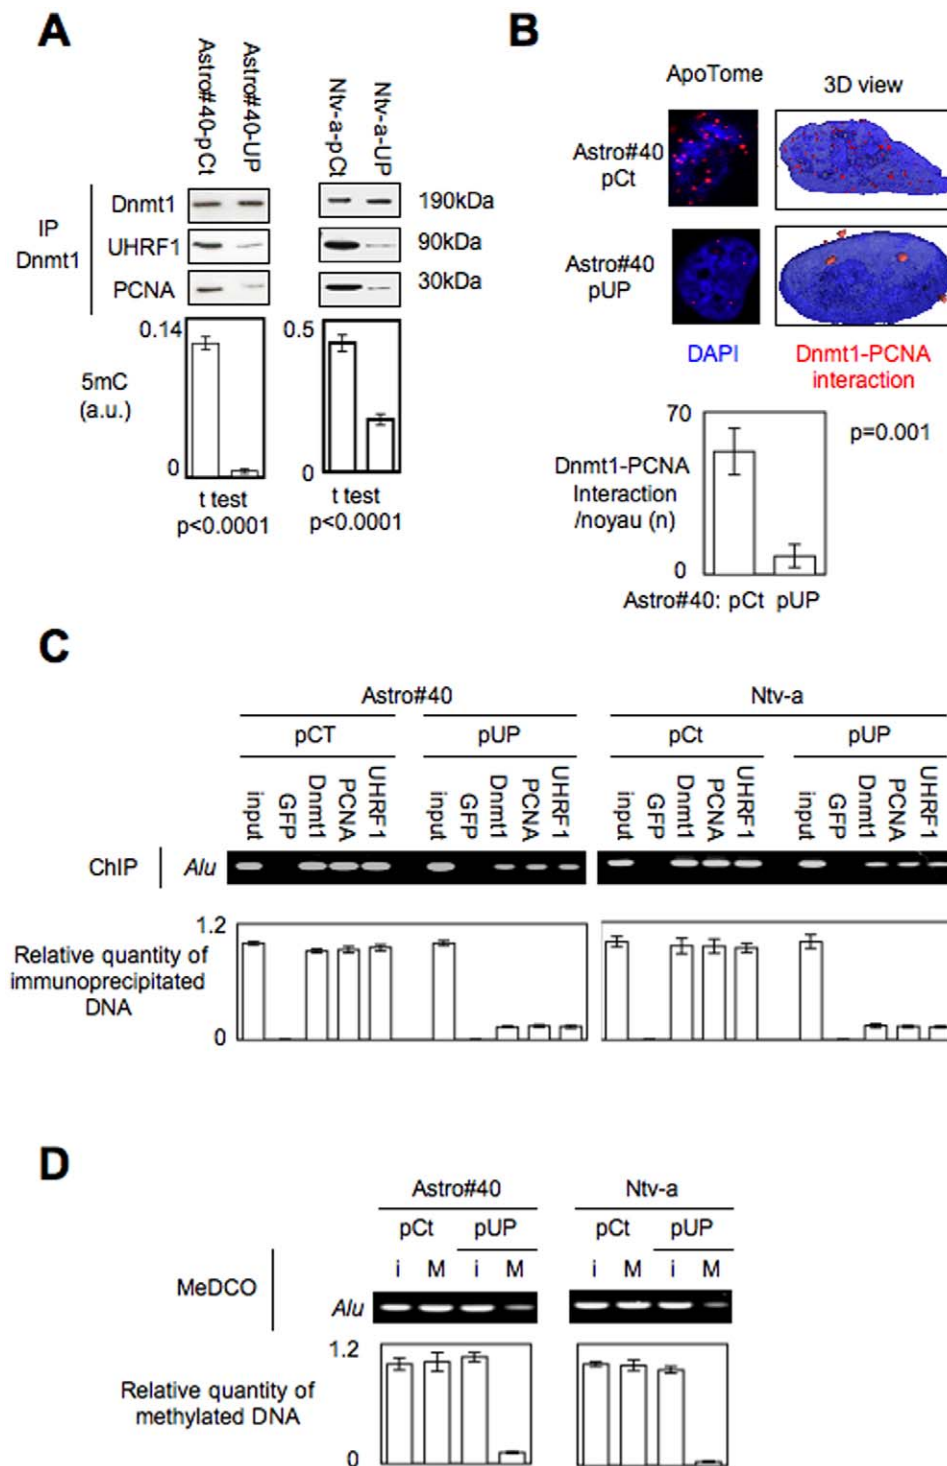 A
Astro#40-pCt
Astro#40-UP
Ntv-a-pCt
Ntv-a-UP
IP
Dnmt1
Dnmt1
UHRF1
PCNA
190kDa
90kDa
30kDa
0.14
5mC
(a.u.)
0
0.5
0
t test
p<0.0001
t test
p<0.0001
B
ApoTome
3D view
Astro#40
pCt
Astro#40
pUP
DAPI
Dnmt1-PCNA
interaction
70
Dnmt1-PCNA
Interaction
/noyau (n)
0
p=0.001
Astro#40: pCt pUP
C
Astro#40
Ntv-a
pCT
pUP
pCt
pUP
input
GFP
Dnmt1
PCNA
UHRF1
input
GFP
Dnmt1
PCNA
UHRF1
input
GFP
Dnmt1
PCNA
UHRF1
input
GFP
Dnmt1
PCNA
UHRF1
ChIP
Alu
1.2
Relative quantity of
immunoprecipitated
DNA
0
D
Astro#40
Ntv-a
pCt
pUP
pCt
pUP
i M i M
i M i M
MeDCO
Alu
1.2
Relative quantity of
methylated DNA
0